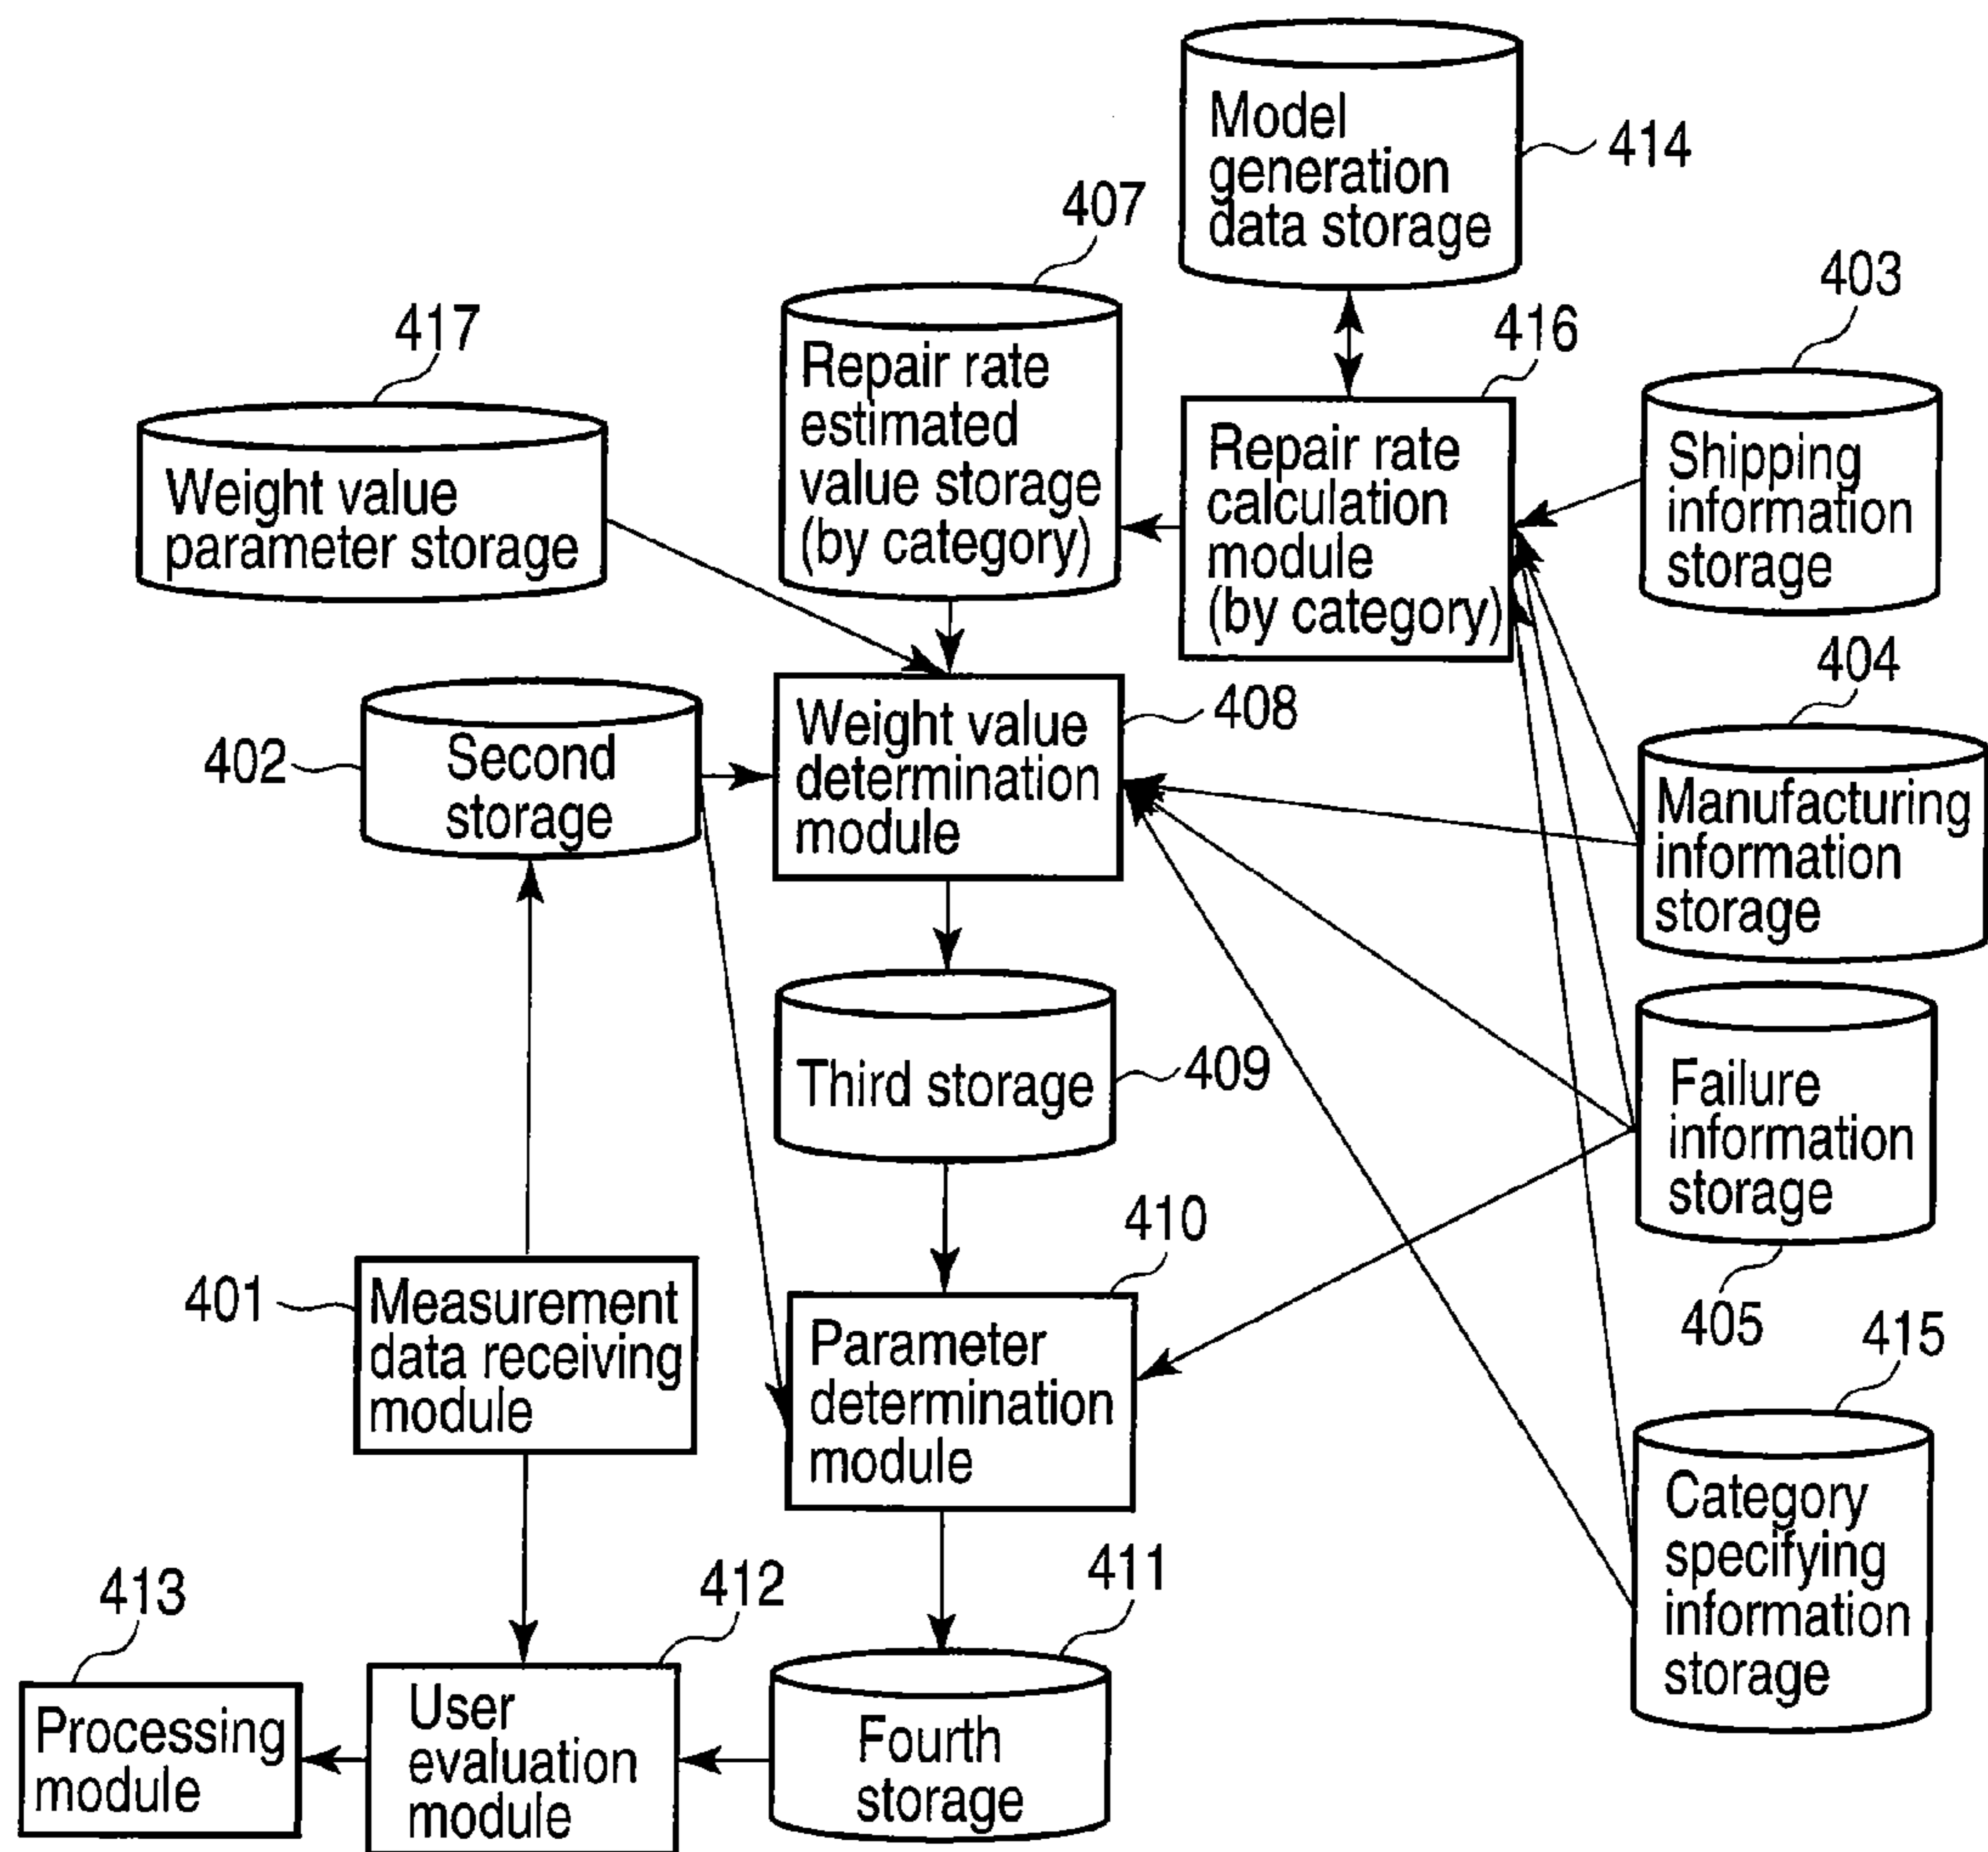 Model
generation
data storage
414
407
Repair rate
estimated
value storage
(by category)
416
Repair rate
calculation
module
(by category)
403
Shipping
information
storage
417
Weight value
parameter storage
404
Manufacturing
information
storage
402
Second
storage
Weight value
determination
module
408
Third storage
409
Failure
information
storage
405
410
Parameter
determination
module
401
Measurement
data receiving
module
415
Category
specifying
information
storage
413
Processing
module
412
User
evaluation
module
411
Fourth
storage